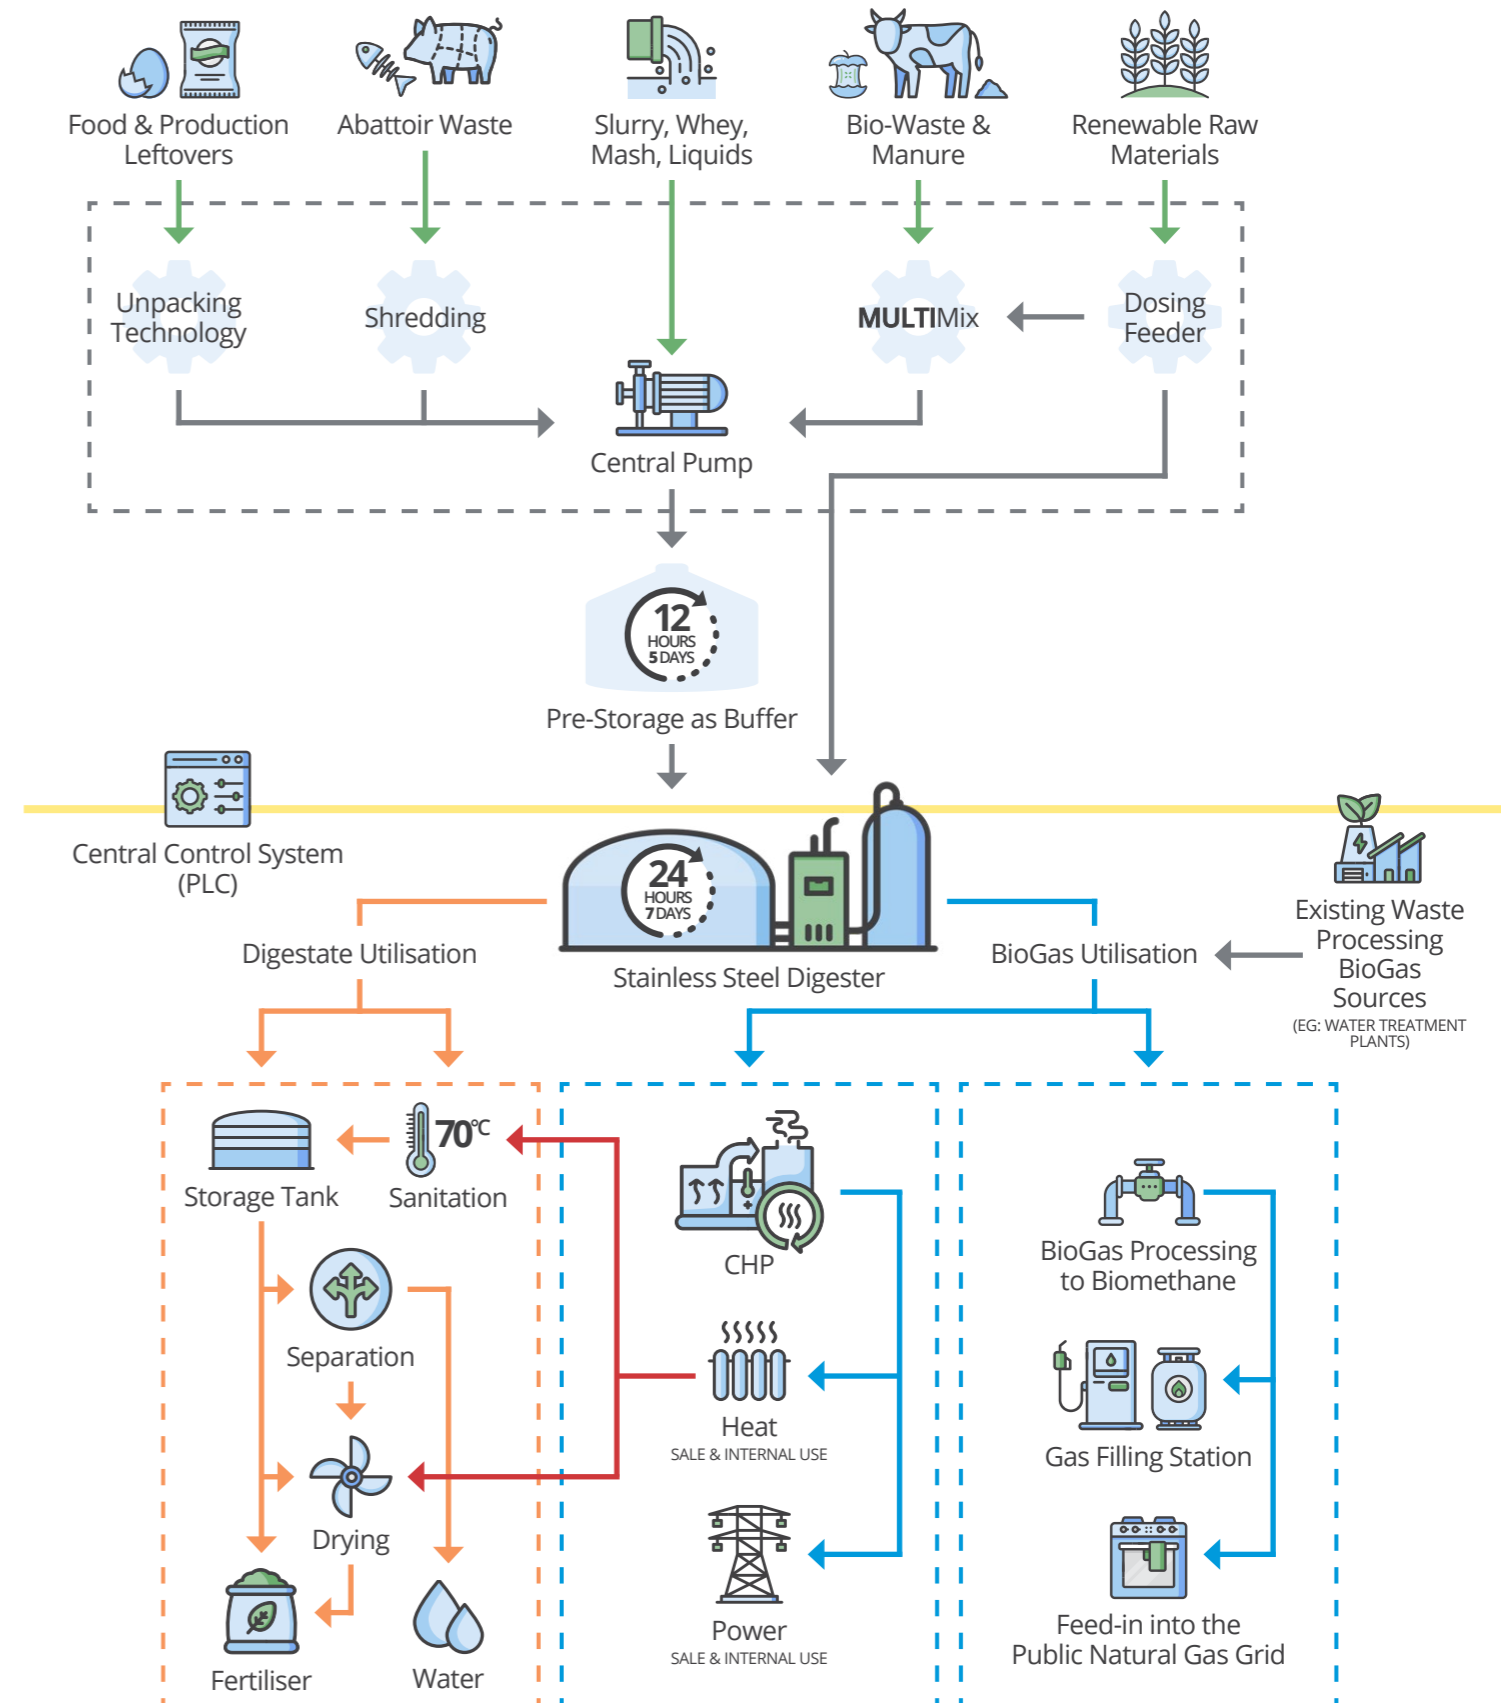 Food & Production
Leftovers
Abattoir Waste
Slurry, Whey,
Mash, Liquids
Bio-Waste &
Manure
Renewable Raw
Materials
Unpacking
Technology
Shredding
MULTIMix
Dosing
Feeder
Central Pump
12
HOURS
5 DAYS
Pre-Storage as Buffer
Central Control System
(PLC)
24
HOURS
7 DAYS
Stainless Steel Digester
Digestate Utilisation
BioGas Utilisation
Existing Waste
Processing
BioGas
Sources
(EG: WATER TREATMENT
PLANTS)
Storage Tank
70°C
Sanitation
Separation
Drying
Fertiliser
Water
CHP
Heat
SALE & INTERNAL USE
Power
SALE & INTERNAL USE
BioGas Processing
to Biomethane
Gas Filling Station
Feed-in into the
Public Natural Gas Grid